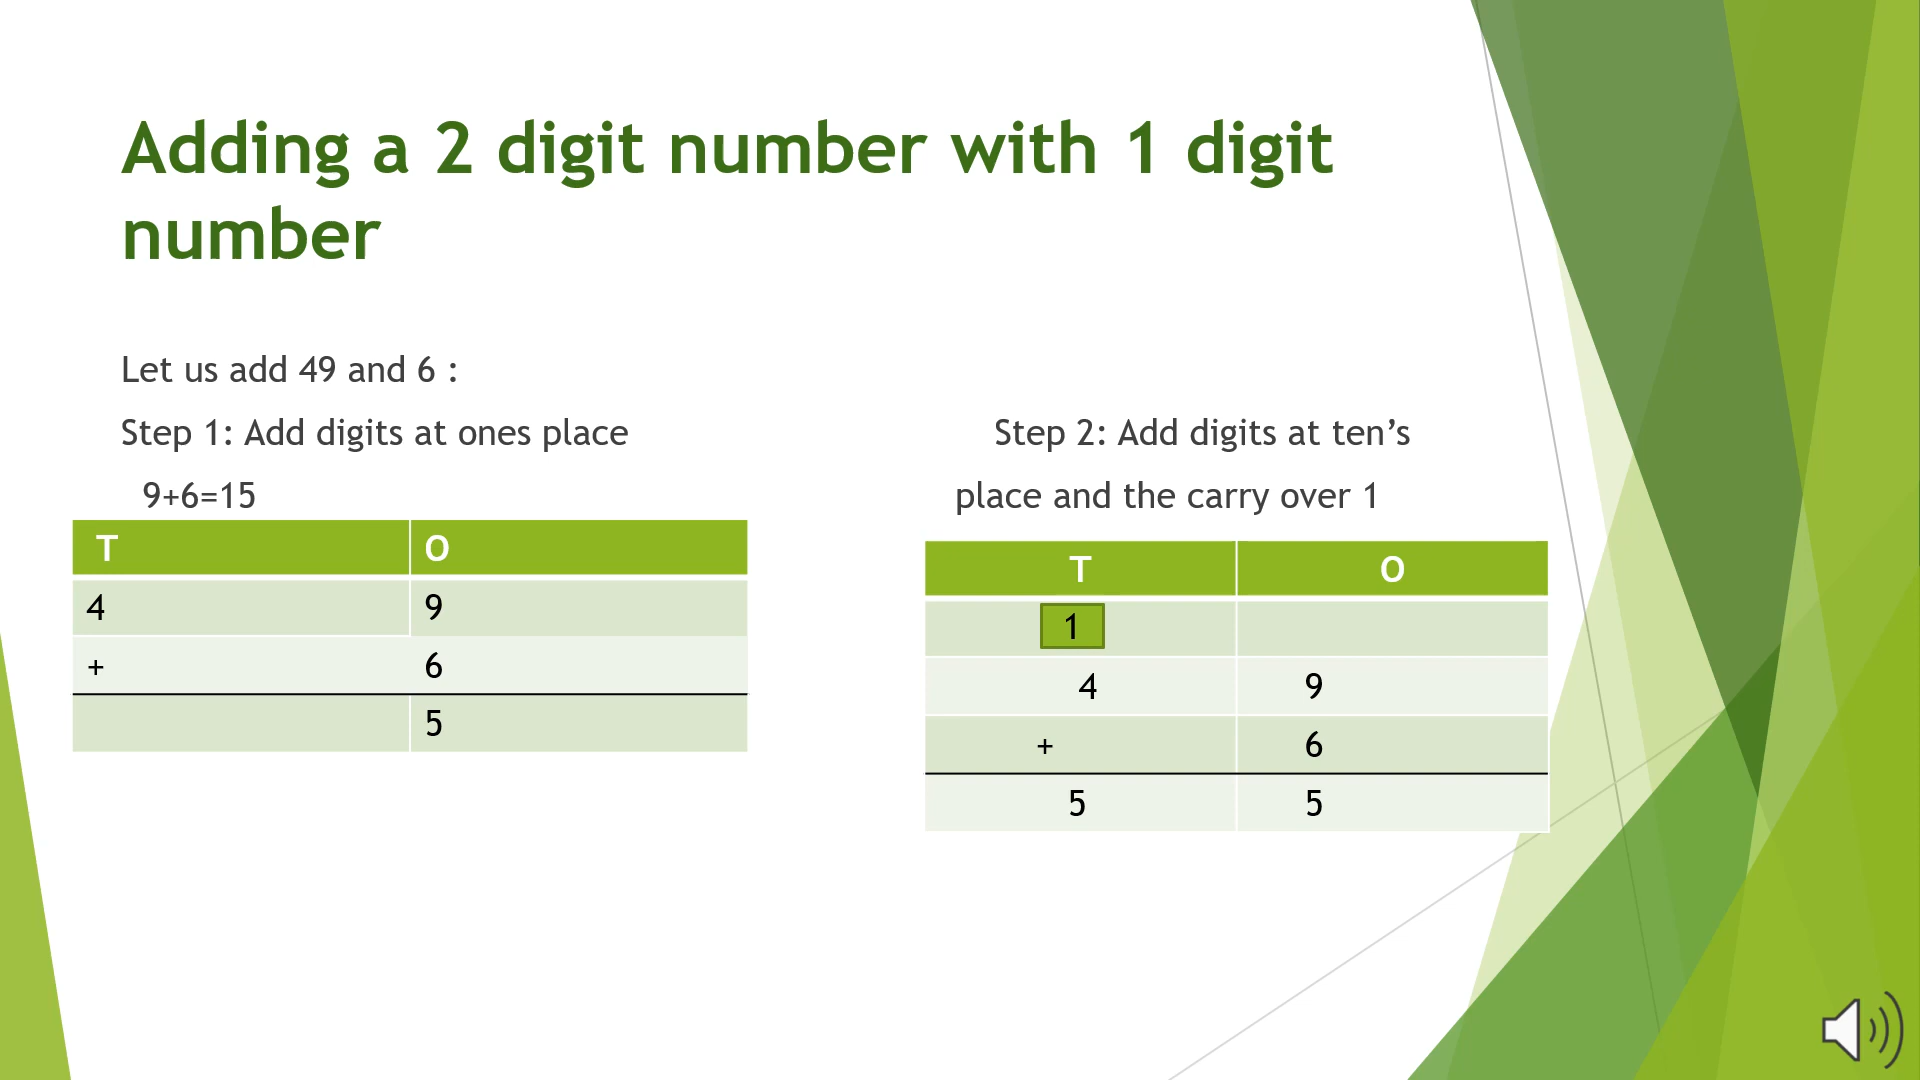 Adding a 2 digit number with 1 digit
number
Let us add 49 and 6 :
Step 1: Add digits at ones place
9+6=15
T O
4 9
+ 6
5
Step 2: Add digits at ten’s
place and the carry over 1
T O
1
4 9
+ 6
5 5